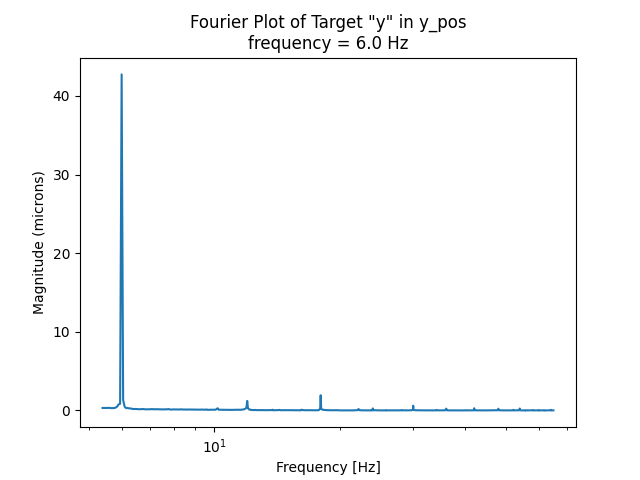 Fourier Plot of Target "y" in y_pos
frequency = 6.0 Hz
Magnitude (microns)
40
30
20
10
0
10¹
Frequency [Hz]